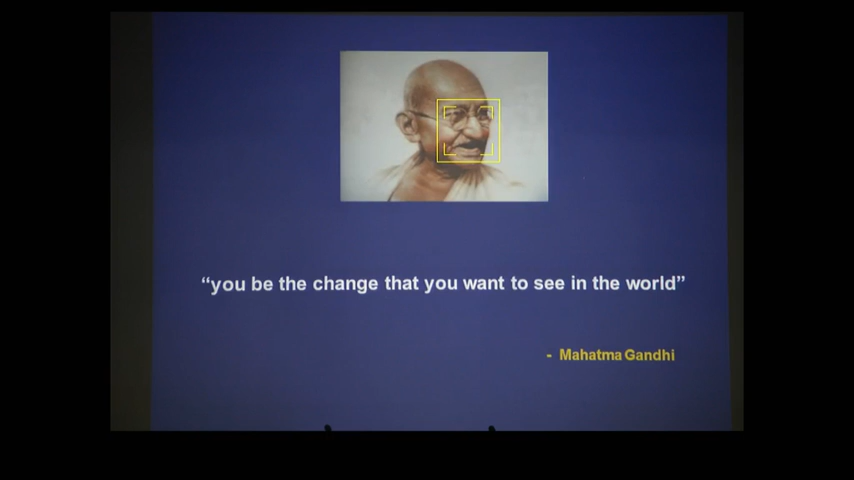 “you be the change that you want to see in the world”
- Mahatma Gandhi